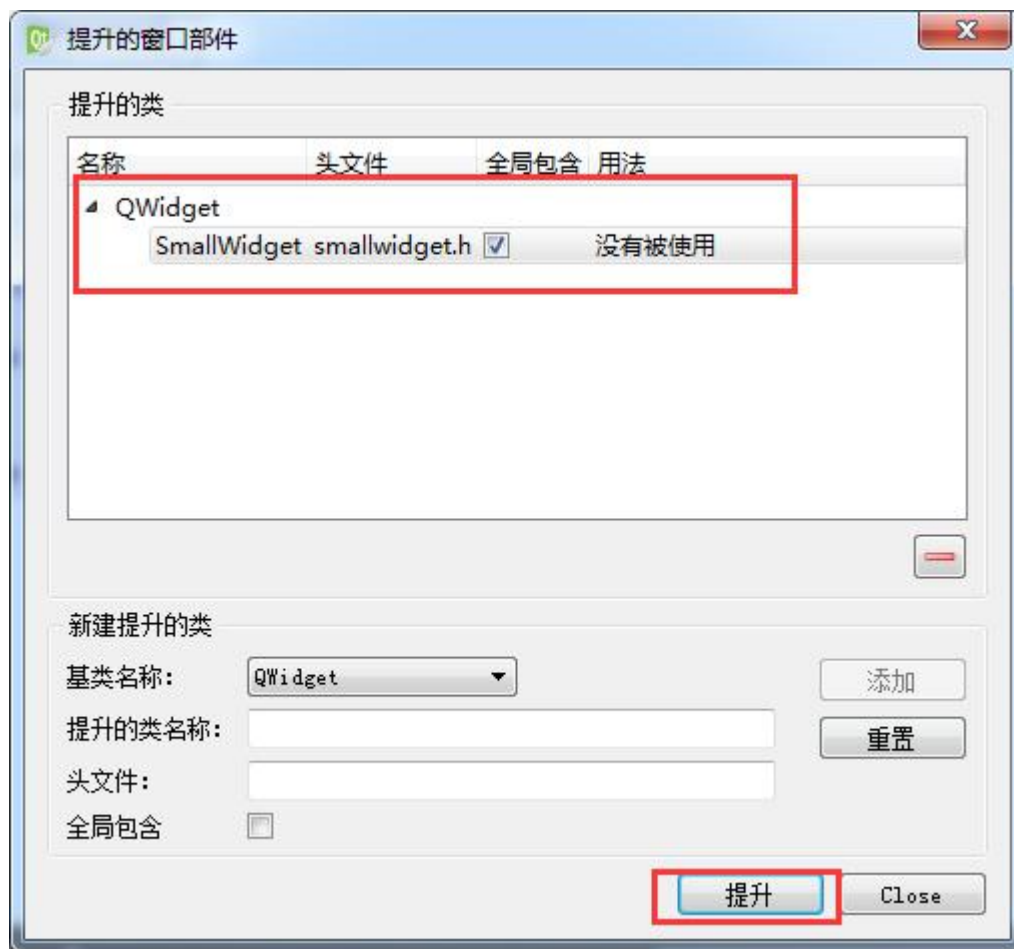 提升的窗口部件
提升的类
名称 头文件 全局包含 用法
QWidget
SmallWidget smallwidget.h 没有被使用
新建提升的类
基类名称: QWidget 添加
提升的类名称: 重置
头文件:
全局包含
提升 Close